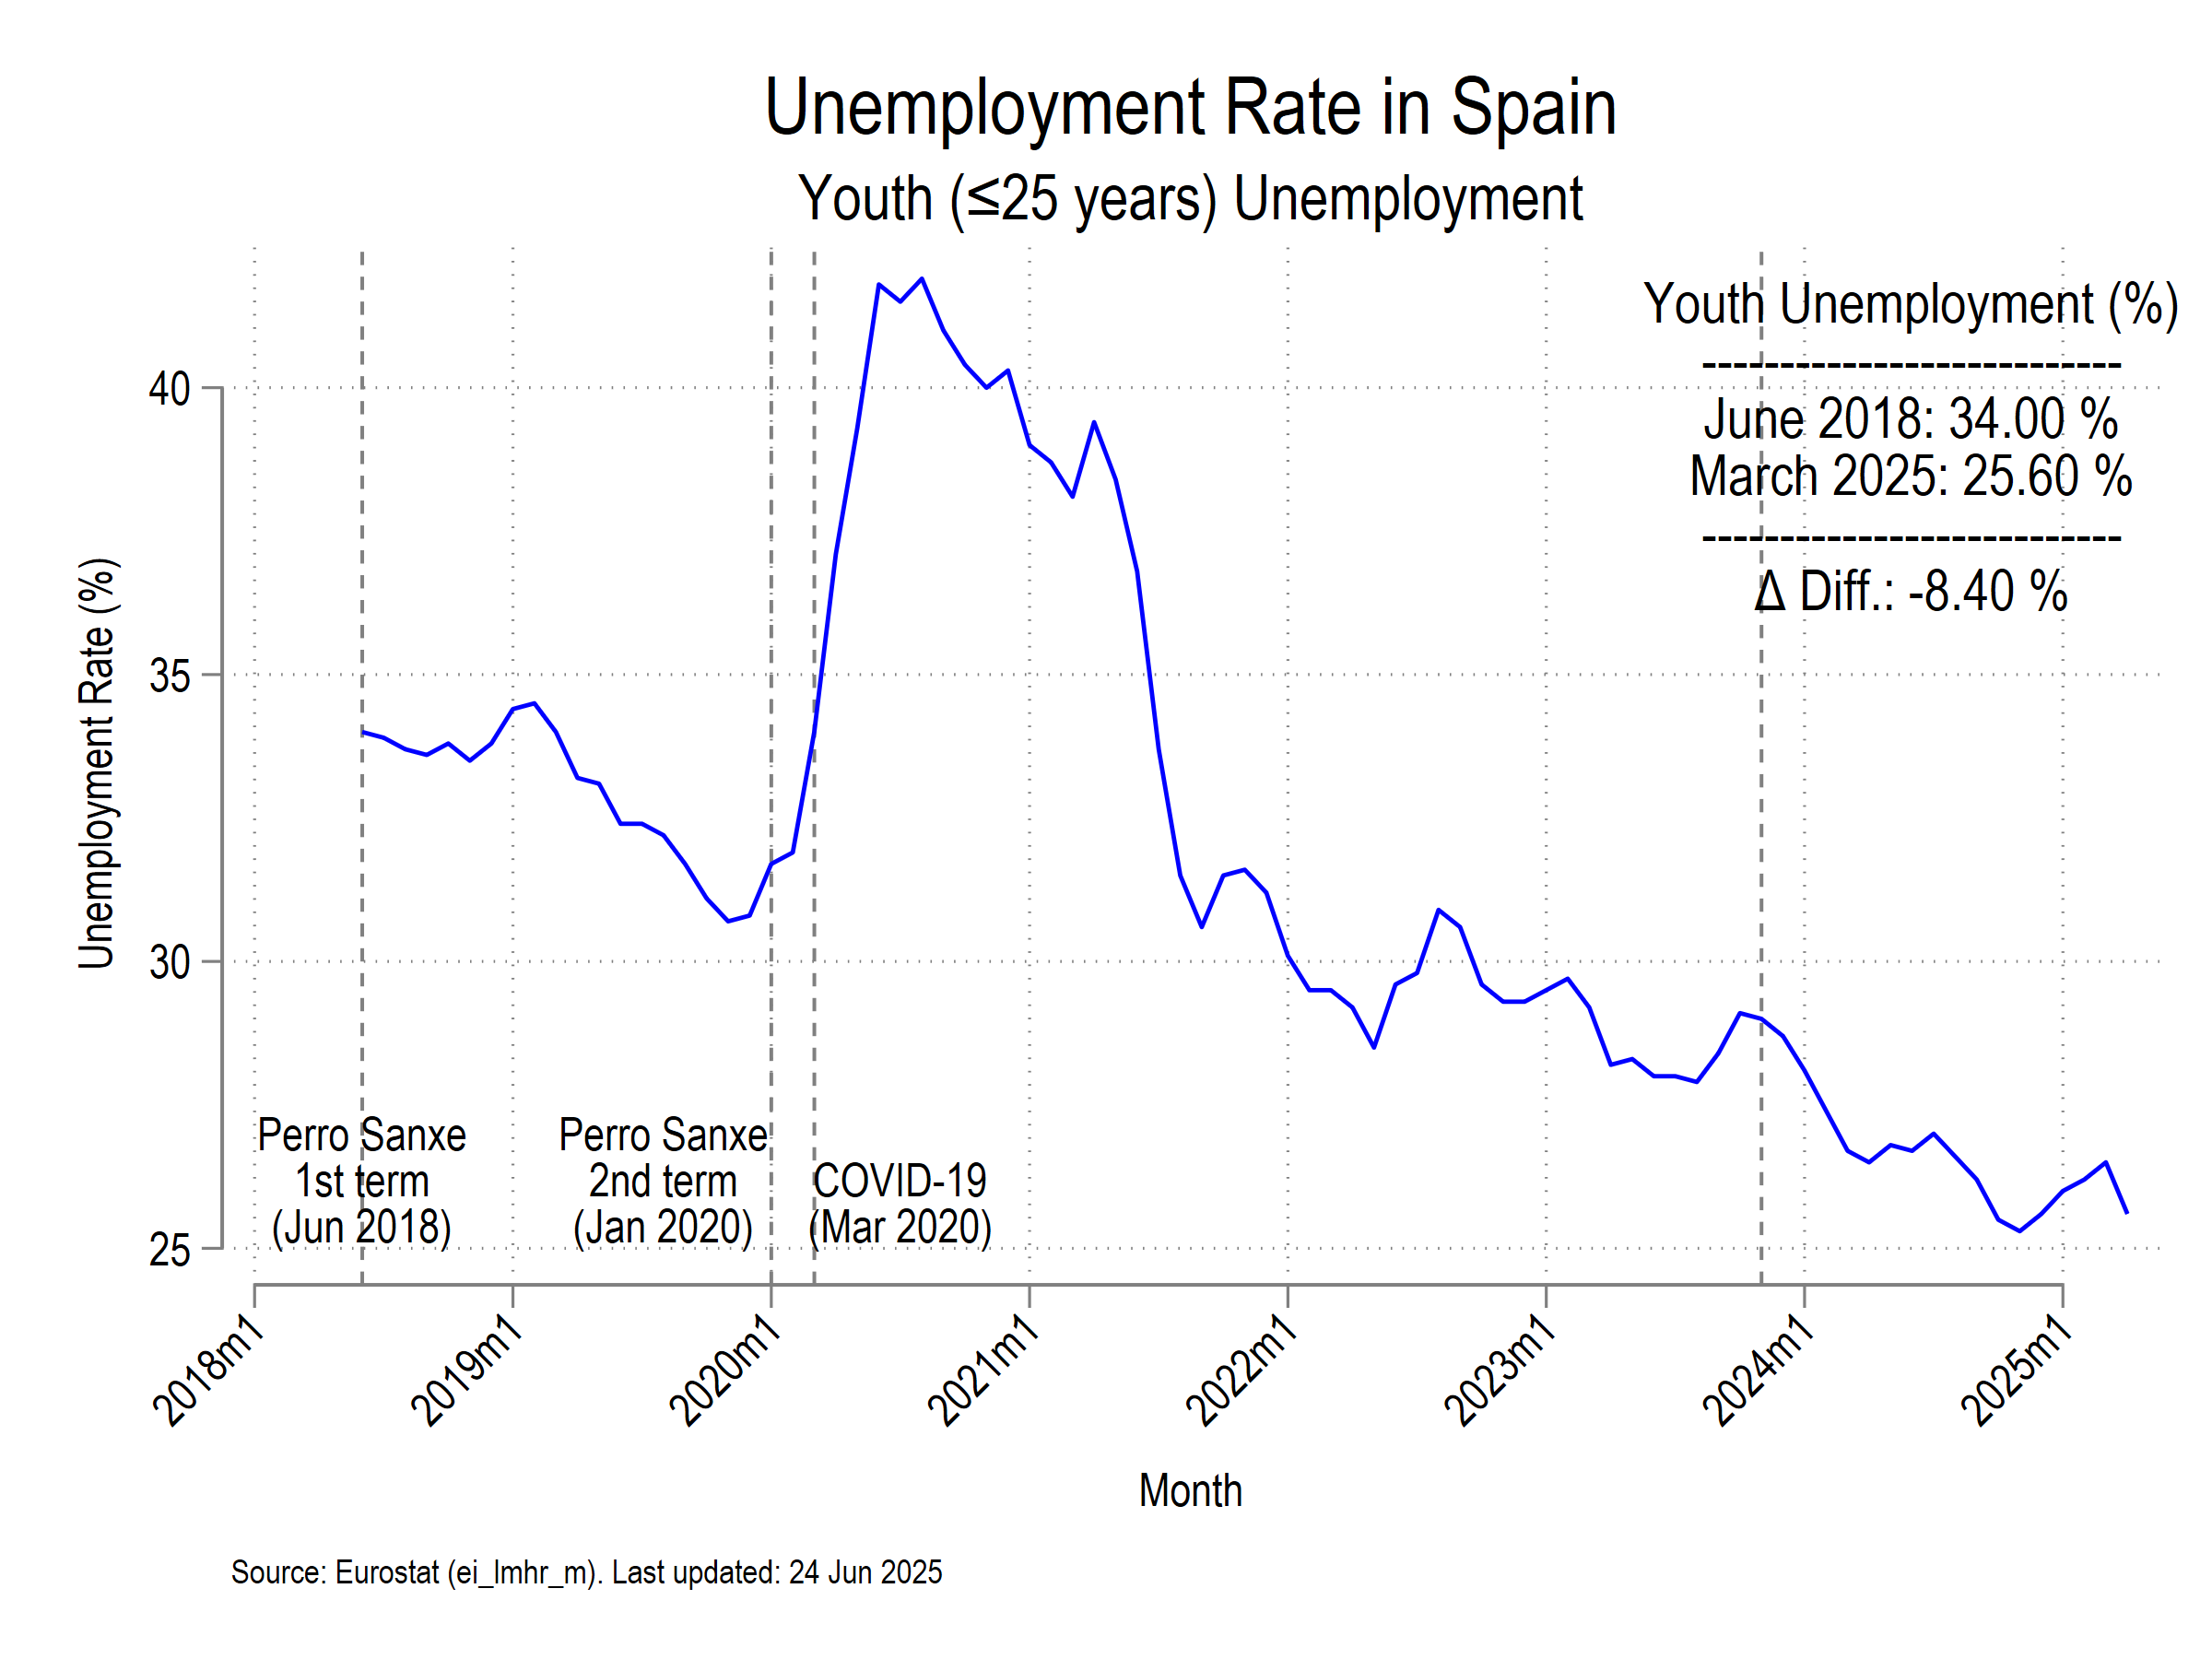 Unemployment Rate in Spain
Youth (≤25 years) Unemployment
Youth Unemployment (%)
---------------------------
June 2018: 34.00 %
March 2025: 25.60 %
---------------------------
Δ Diff.: -8.40 %
Unemployment Rate (%)
40
35
30
25
Perro Sanxe
1st term
(Jun 2018)
Perro Sanxe
2nd term
(Jan 2020)
COVID-19
(Mar 2020)
2018m1
2019m1
2020m1
2021m1
2022m1
2023m1
2024m1
2025m1
Month
Source: Eurostat (ei_lmhr_m). Last updated: 24 Jun 2025